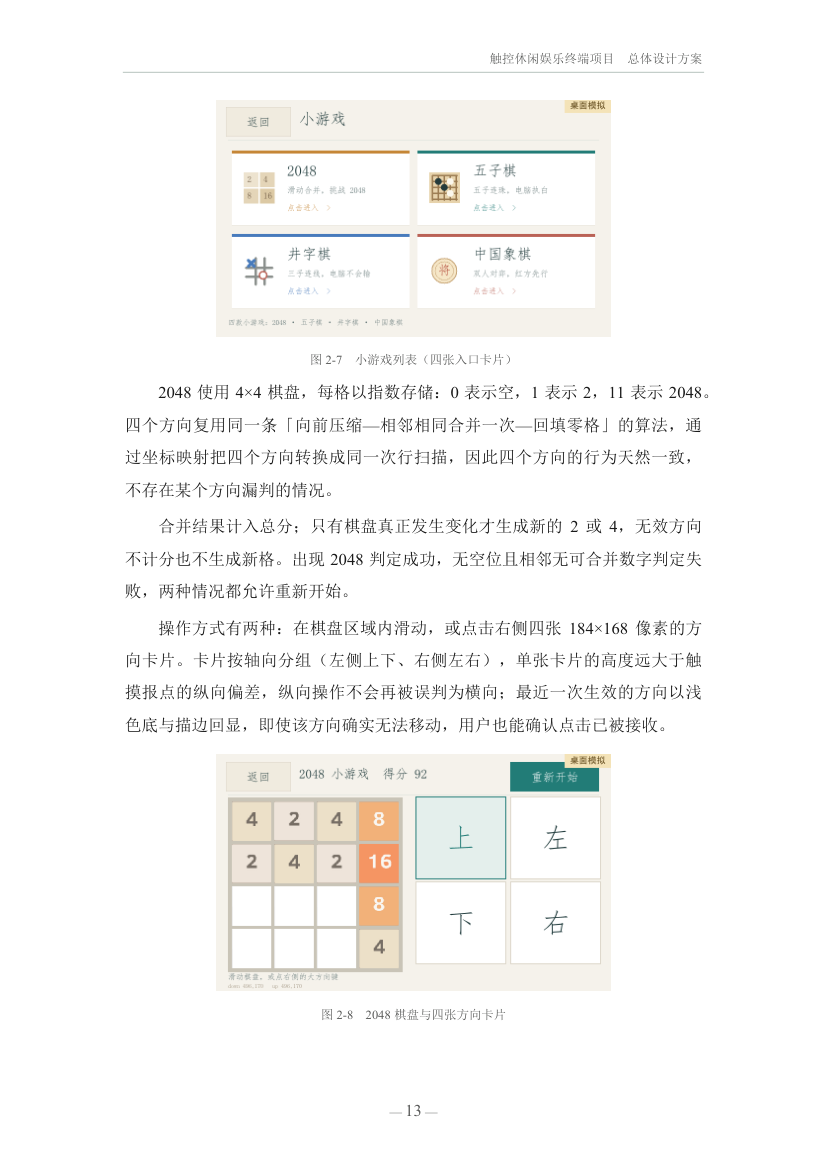 触控休闲娱乐终端项目 总体设计方案
桌面模拟
返回
小游戏
2 4
8 16
2048
滑动合并，挑战 2048
点击进入 >
五子棋
五子连珠，电脑执白
点击进入 >
井字棋
三子连线，电脑不会输
点击进入 >
将
中国象棋
双人对弈，红方先行
点击进入 >
四款小游戏：2048 · 五子棋 · 井字棋 · 中国象棋
图 2-7 小游戏列表（四张入口卡片）
2048 使用 4×4 棋盘，每格以指数存储：0 表示空，1 表示 2，11 表示 2048。
四个方向复用同一条「向前压缩—相邻相同合并一次—回填零格」的算法，通
过坐标映射把四个方向转换成同一次行扫描，因此四个方向的行为天然一致，
不存在某个方向漏判的情况。
合并结果计入总分；只有棋盘真正发生变化才生成新的 2 或 4，无效方向
不计分也不生成新格。出现 2048 判定成功，无空位且相邻无可合并数字判定失
败，两种情况都允许重新开始。
操作方式有两种：在棋盘区域内滑动，或点击右侧四张 184×168 像素的方
向卡片。卡片按轴向分组（左侧上下、右侧左右），单张卡片的高度远大于触
摸报点的纵向偏差，纵向操作不会再被误判为横向；最近一次生效的方向以浅
色底与描边回显，即使该方向确实无法移动，用户也能确认点击已被接收。
桌面模拟
返回
2048 小游戏 得分 92
重新开始
4 2 4 8
2 4 2 16
8
4
上
左
下
右
滑动棋盘，或点右侧的大方向键
图 2-8 2048 棋盘与四张方向卡片
— 13 —